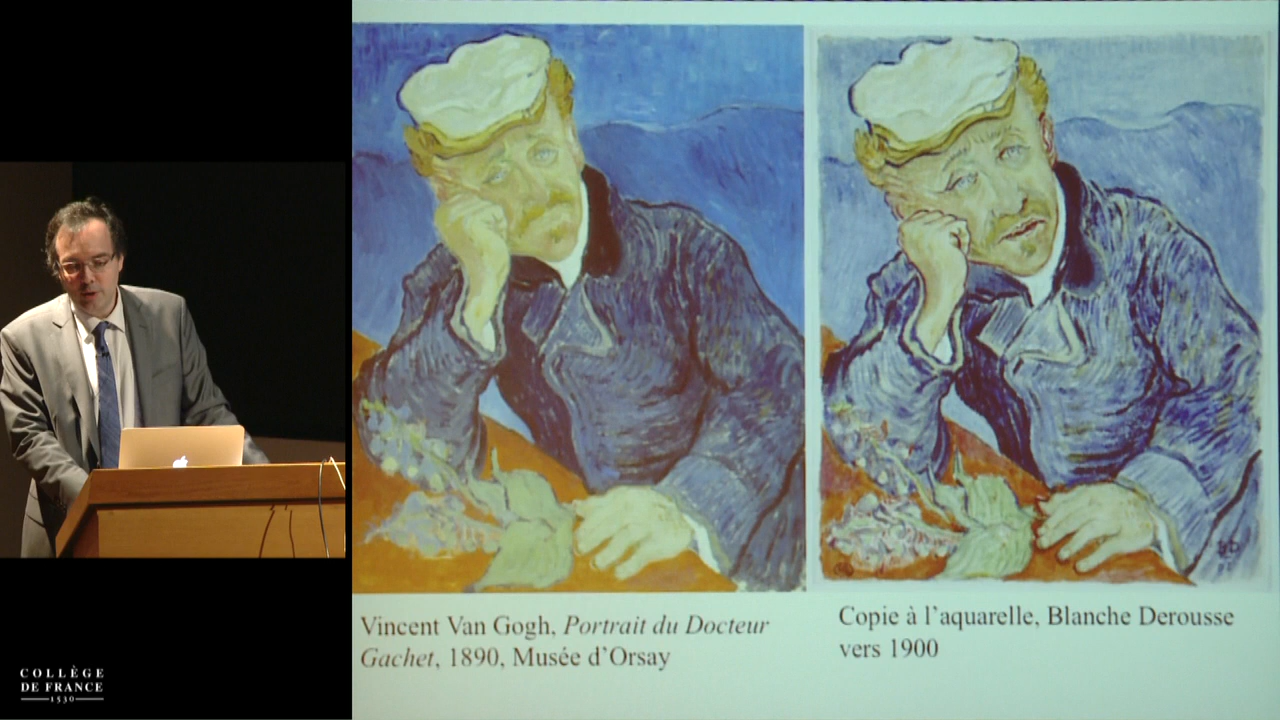 Vincent Van Gogh, Portrait du Docteur
Gachet, 1890, Musée d'Orsay
Copie à l'aquarelle, Blanche Derousse
vers 1900
COLLÈGE
DE FRANCE
1530